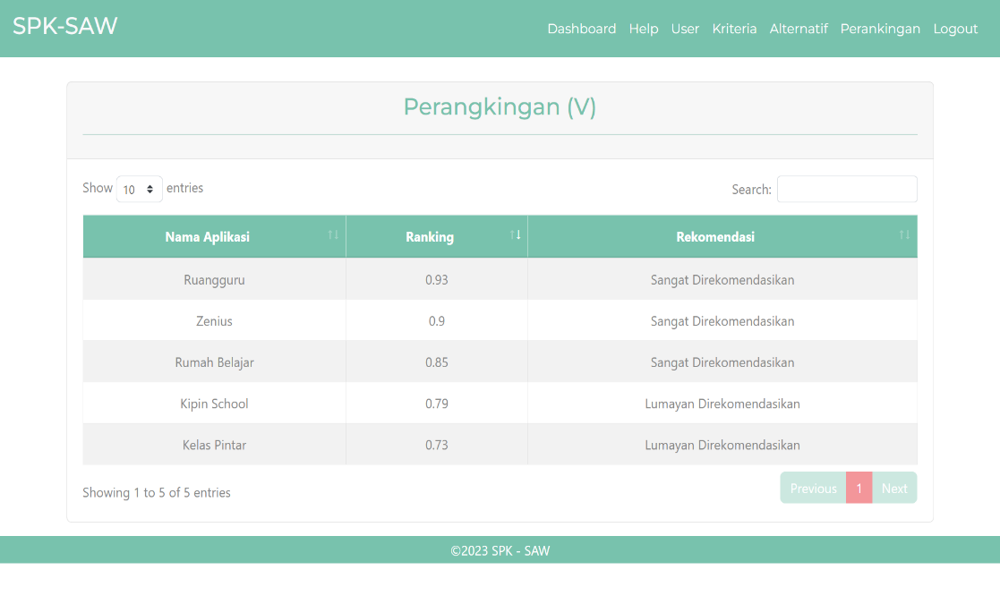 SPK-SAW
Dashboard Help User Kriteria Alternatif Perankingan Logout
Perangkingan (V)
Show 10 entries
Search:
Nama Aplikasi Ranking Rekomendasi
Ruangguru 0.93 Sangat Direkomendasikan
Zenius 0.9 Sangat Direkomendasikan
Rumah Belajar 0.85 Sangat Direkomendasikan
Kipin School 0.79 Lumayan Direkomendasikan
Kelas Pintar 0.73 Lumayan Direkomendasikan
Showing 1 to 5 of 5 entries
Previous 1 Next
©2023 SPK - SAW